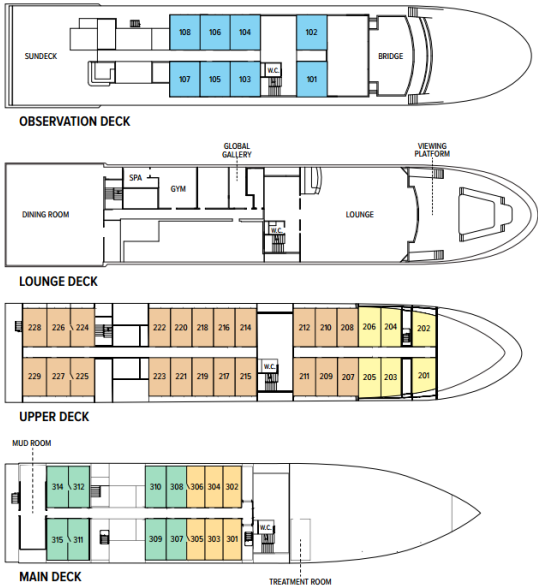 108 106 104 102
SUNDECK
BRIDGE
W.C.
107 105 103 101
OBSERVATION DECK
GLOBAL
GALLERY
VIEWING
PLATFORM
SPA
GYM
DINING ROOM
LOUNGE
W.C.
LOUNGE DECK
228 226 224 222 220 218 216 214 212 210 208 206 204 202
W.C.
229 227 225 223 221 219 217 215 211 209 207 205 203 201
UPPER DECK
MUD ROOM
314 312 310 308 306 304 302
W.C.
315 311 309 307 305 303 301
MAIN DECK
TREATMENT ROOM